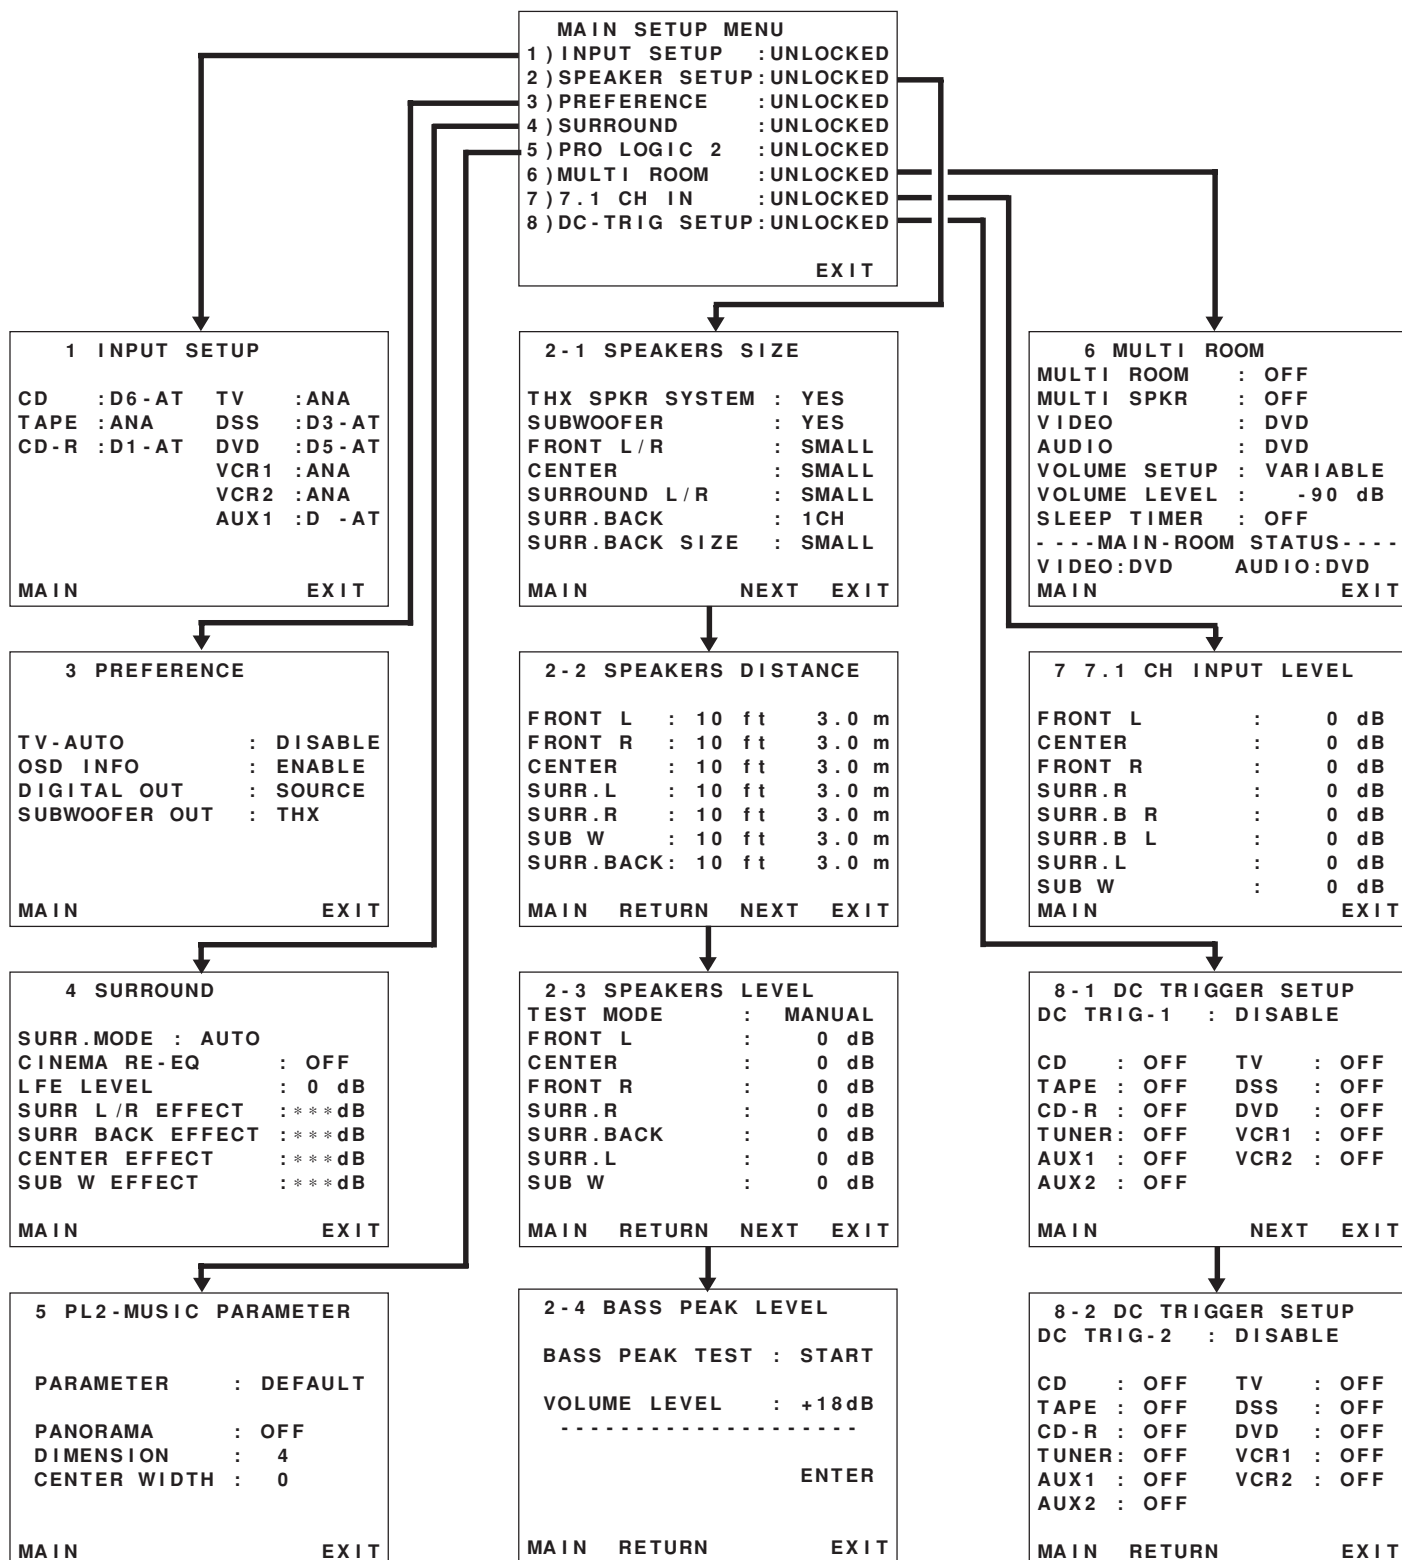 MAIN SETUP MENU
1)INPUT SETUP :UNLOCKED
2)SPEAKER SETUP:UNLOCKED
3)PREFERENCE :UNLOCKED
4)SURROUND :UNLOCKED
5)PRO LOGIC 2 :UNLOCKED
6)MULTI ROOM :UNLOCKED
7)7.1 CH IN :UNLOCKED
8)DC-TRIG SETUP:UNLOCKED
EXIT
1 INPUT SETUP
CD :D6-AT TV :ANA
TAPE :ANA DSS :D3-AT
CD-R :D1-AT DVD :D5-AT
VCR1 :ANA
VCR2 :ANA
AUX1 :D -AT
MAIN EXIT
2-1 SPEAKERS SIZE
THX SPKR SYSTEM : YES
SUBWOOFER : YES
FRONT L/R : SMALL
CENTER : SMALL
SURROUND L/R : SMALL
SURR.BACK : 1CH
SURR.BACK SIZE : SMALL
MAIN NEXT EXIT
6 MULTI ROOM
MULTI ROOM : OFF
MULTI SPKR : OFF
VIDEO : DVD
AUDIO : DVD
VOLUME SETUP : VARIABLE
VOLUME LEVEL : -90 dB
SLEEP TIMER : OFF
----MAIN-ROOM STATUS----
VIDEO:DVD AUDIO:DVD
MAIN EXIT
3 PREFERENCE
TV-AUTO : DISABLE
OSD INFO : ENABLE
DIGITAL OUT : SOURCE
SUBWOOFER OUT : THX
MAIN EXIT
2-2 SPEAKERS DISTANCE
FRONT L : 10 ft 3.0 m
FRONT R : 10 ft 3.0 m
CENTER : 10 ft 3.0 m
SURR.L : 10 ft 3.0 m
SURR.R : 10 ft 3.0 m
SUB W : 10 ft 3.0 m
SURR.BACK: 10 ft 3.0 m
MAIN RETURN NEXT EXIT
7 7.1 CH INPUT LEVEL
FRONT L : 0 dB
CENTER : 0 dB
FRONT R : 0 dB
SURR.R : 0 dB
SURR.B R : 0 dB
SURR.B L : 0 dB
SURR.L : 0 dB
SUB W : 0 dB
MAIN EXIT
4 SURROUND
SURR.MODE : AUTO
CINEMA RE-EQ : OFF
LFE LEVEL : 0 dB
SURR L/R EFFECT :***dB
SURR BACK EFFECT :***dB
CENTER EFFECT :***dB
SUB W EFFECT :***dB
MAIN EXIT
2-3 SPEAKERS LEVEL
TEST MODE : MANUAL
FRONT L : 0 dB
CENTER : 0 dB
FRONT R : 0 dB
SURR.R : 0 dB
SURR.BACK : 0 dB
SURR.L : 0 dB
SUB W : 0 dB
MAIN RETURN NEXT EXIT
8-1 DC TRIGGER SETUP
DC TRIG-1 : DISABLE
CD : OFF TV : OFF
TAPE : OFF DSS : OFF
CD-R : OFF DVD : OFF
TUNER: OFF VCR1 : OFF
AUX1 : OFF VCR2 : OFF
AUX2 : OFF
MAIN NEXT EXIT
5 PL2-MUSIC PARAMETER
PARAMETER : DEFAULT
PANORAMA : OFF
DIMENSION : 4
CENTER WIDTH : 0
MAIN EXIT
2-4 BASS PEAK LEVEL
BASS PEAK TEST : START
VOLUME LEVEL : +18dB
--------------------
ENTER
MAIN RETURN EXIT
8-2 DC TRIGGER SETUP
DC TRIG-2 : DISABLE
CD : OFF TV : OFF
TAPE : OFF DSS : OFF
CD-R : OFF DVD : OFF
TUNER: OFF VCR1 : OFF
AUX1 : OFF VCR2 : OFF
AUX2 : OFF
MAIN RETURN EXIT